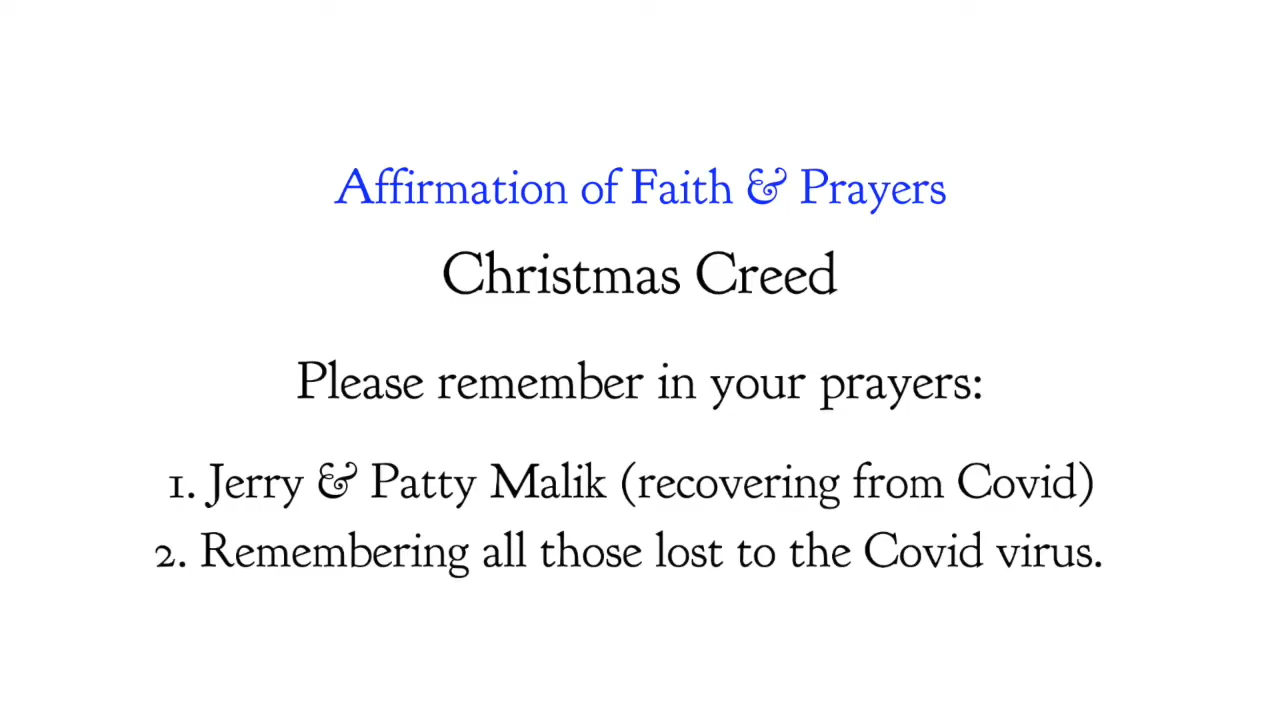 Affirmation of Faith & Prayers
Christmas Creed
Please remember in your prayers:
1. Jerry & Patty Malik (recovering from Covid)
2. Remembering all those lost to the Covid virus.